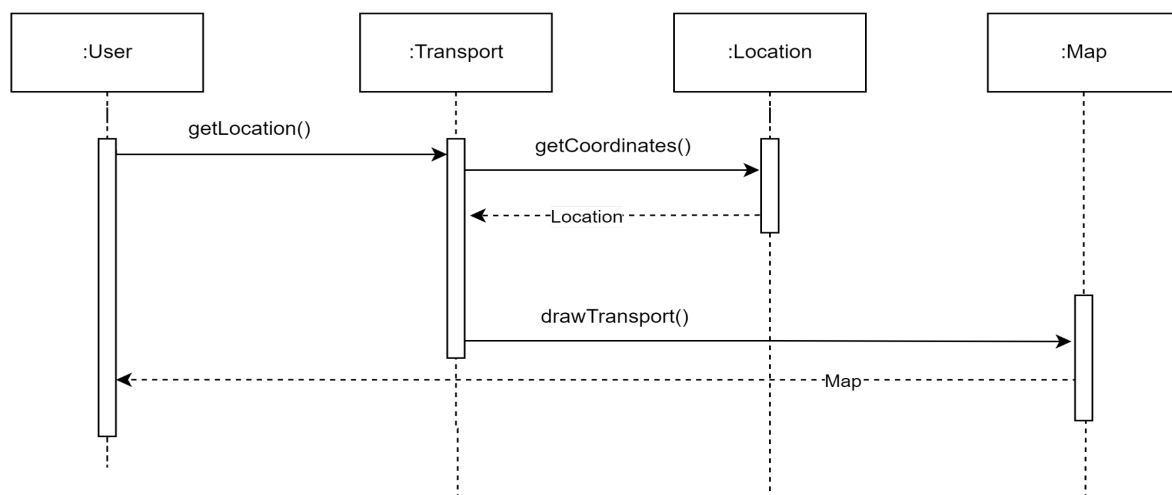 :User
:Transport
:Location
:Map
getLocation()
getCoordinates()
Location
drawTransport()
Map